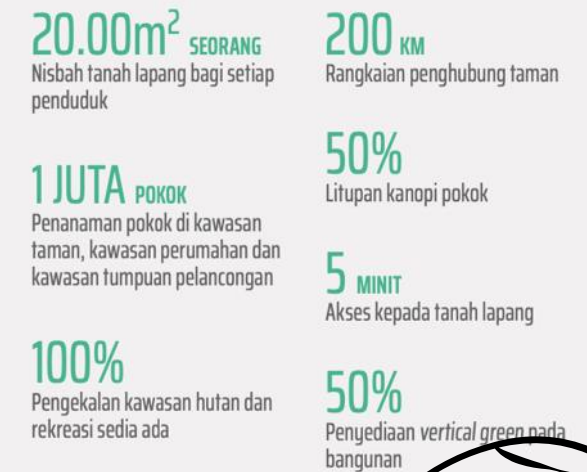 20.00m² SEORANG
Nisbah tanah lapang bagi setiap
penduduk
1 JUTA POKOK
Penanaman pokok di kawasan
taman, kawasan perumahan dan
kawasan tumpuan pelancongan
100%
Pengekalan kawasan hutan dan
rekreasi sedia ada
200 KM
Rangkaian penghubung taman
50%
Litupan kanopi pokok
5 MINIT
Akses kepada tanah lapang
50%
Penyediaan vertical green pada
bangunan